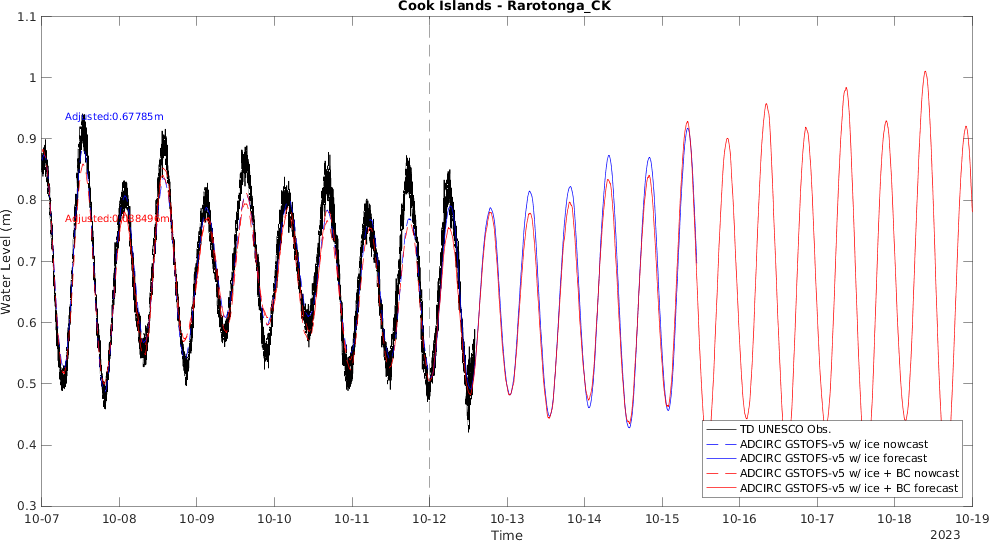 Cook Islands - Rarotonga_CK
Water Level (m)
1.1
1
0.9
0.8
0.7
0.6
0.5
0.4
0.3
Adjusted:0.67785m
10-07
10-08
10-09
10-10
10-11
10-12
10-13
10-14
10-15
10-16
10-17
10-18
10-19
Time
2023
TD UNESCO Obs.
ADCIRC GSTOFS-v5 w/ ice nowcast
ADCIRC GSTOFS-v5 w/ ice forecast
ADCIRC GSTOFS-v5 w/ ice + BC nowcast
ADCIRC GSTOFS-v5 w/ ice + BC forecast